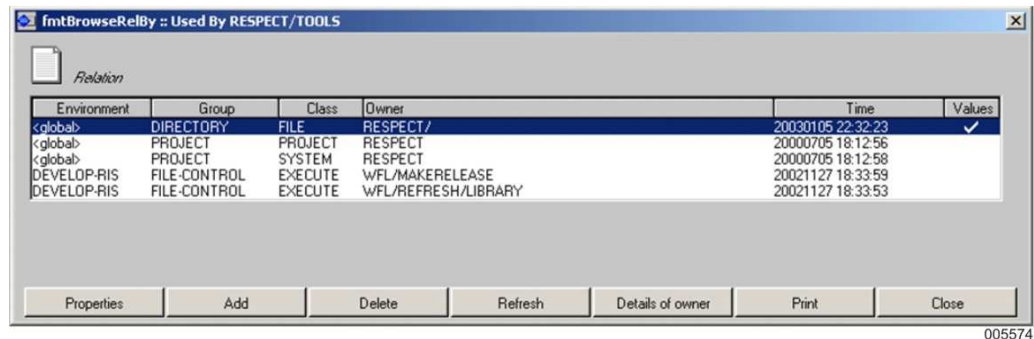 fmtBrowseRelBy :: Used By RESPECT/TOOLS
Relation
Environment Group Class Owner Time Values
<global> DIRECTORY FILE RESPECT/ 20030105 22:32:23
<global> PROJECT PROJECT RESPECT 20000705 18:12:56
<global> PROJECT SYSTEM RESPECT 20000705 18:12:58
DEVELOP-RIS FILE-CONTROL EXECUTE WFL/MAKERELEASE 20021127 18:33:59
DEVELOP-RIS FILE-CONTROL EXECUTE WFL/REFRESH/LIBRARY 20021127 18:33:53
Properties Add Delete Refresh Details of owner Print Close
005574